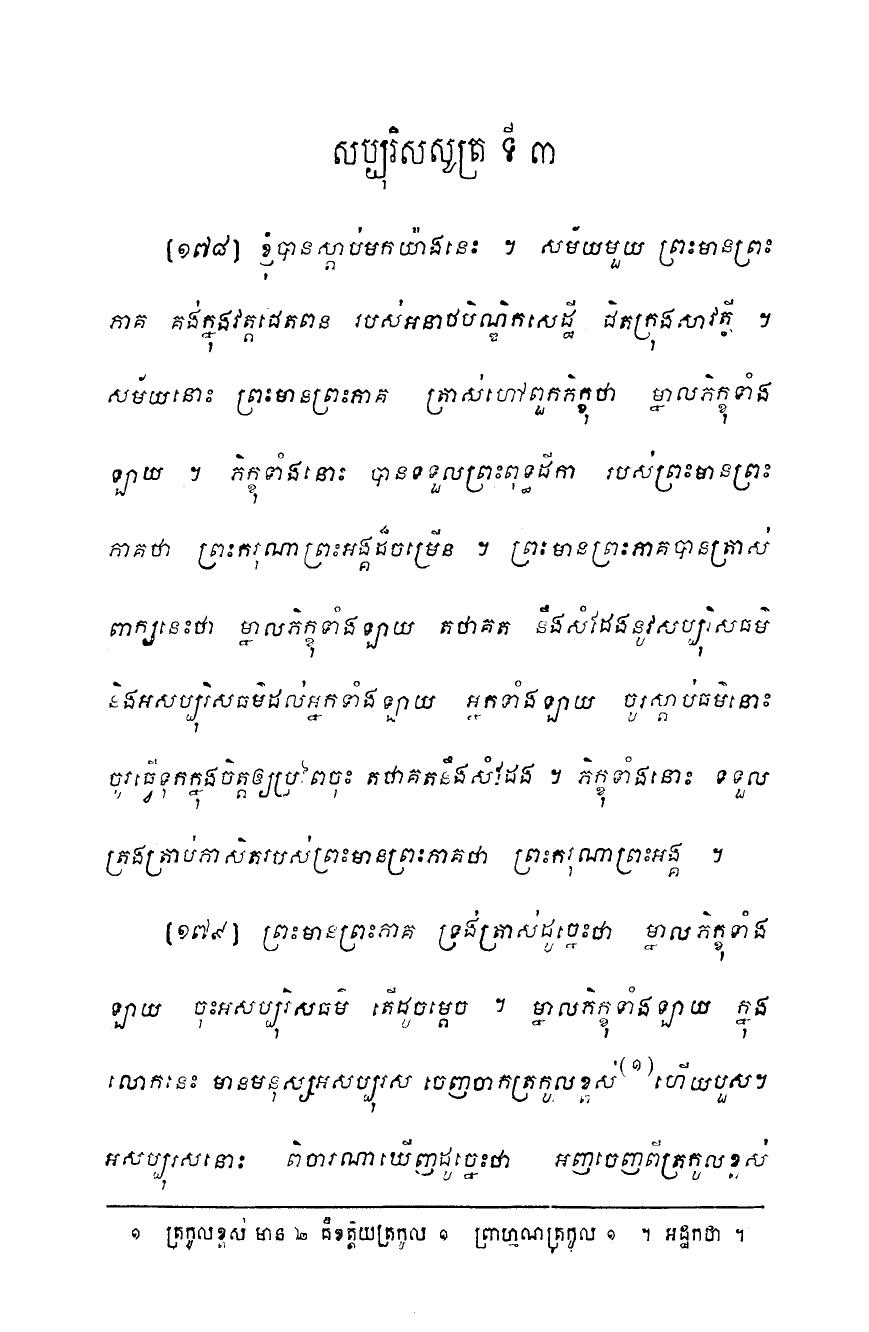 សប្បុរិសសូត្រ ទី ៣
(១៧៨) ខ្ញុំបានស្តាប់មកយ៉ាងនេះ ។ សម័យមួយ ព្រះមានព្រះ
ភាគ គង់ក្នុងវត្តជេតពន របស់អនាថបិណ្ឌិកសេដ្ឋី ជិតក្រុងសាវត្ថី ។
សម័យនោះ ព្រះមានព្រះភាគ ត្រាស់ហៅពួកភិក្ខុថា ម្នាលភិក្ខុទាំង
ឡាយ ។ ភិក្ខុទាំងនោះ បានទទួលព្រះពុទ្ធដីកា របស់ព្រះមានព្រះ
ភាគថា ព្រះករុណាព្រះអង្គដ៏ចម្រើន ។ ព្រះមានព្រះភាគបានត្រាស់
ពាក្យនេះថា ម្នាលភិក្ខុទាំងឡាយ តថាគត នឹងសំដែងនូវសប្បុរិសធម៌
និងអសប្បុរិសធម៌ដល់អ្នកទាំងឡាយ អ្នកទាំងឡាយ ចូរស្តាប់ធម៌នោះ
ចូរធ្វើទុកក្នុងចិត្តឲ្យប្រពៃចុះ តថាគតនឹងសំដែង ។ ភិក្ខុទាំងនោះ ទទួល
ត្រងត្រាប់ភាសិតរបស់ព្រះមានព្រះភាគថា ព្រះករុណាព្រះអង្គ ។
(១៧៩) ព្រះមានព្រះភាគ ទ្រង់ត្រាស់ដូច្នេះថា ម្នាលភិក្ខុទាំង
ឡាយ ចុះអសប្បុរិសធម៌ តើដូចម្តេច ។ ម្នាលភិក្ខុទាំងឡាយ ក្នុង
លោកនេះ មានមនុស្សអសប្បុរស ចេញចាកត្រកូលខ្ពស់(១)ហើយបួស។
អសប្បុរសនោះ ពិចារណាឃើញដូច្នេះថា អញចេញពីត្រកូលខ្ពស់
១ ត្រកូលខ្ពស់ មាន ២ គឺខត្តិយត្រកូល ១ ព្រាហ្មណត្រកូល ១ ។ អដ្ឋកថា ។